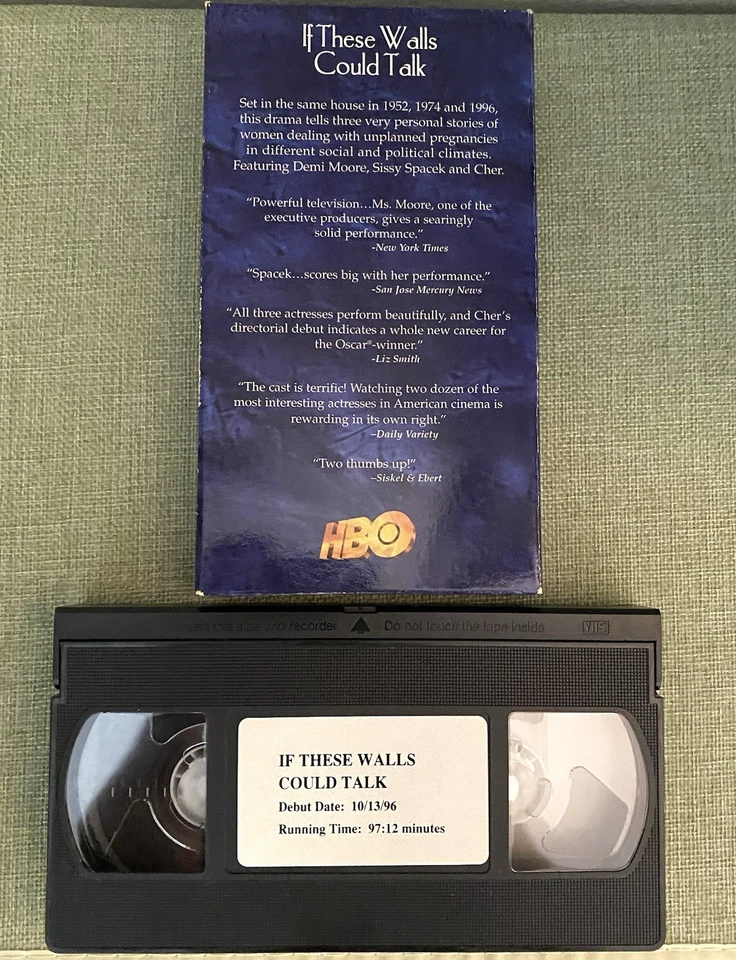 If These Walls
Could Talk
Set in the same house in 1952, 1974 and 1996,
this drama tells three very personal stories of
women dealing with unplanned pregnancies
in different social and political climates.
Featuring Demi Moore, Sissy Spacek and Cher.
“Powerful television...Ms. Moore, one of the
executive producers, gives a searingly
solid performance.”
-New York Times
“Spacek...scores big with her performance.”
-San Jose Mercury News
“All three actresses perform beautifully, and Cher’s
directorial debut indicates a whole new career for
the Oscar®-winner.”
-Liz Smith
“The cast is terrific! Watching two dozen of the
most interesting actresses in American cinema is
rewarding in its own right.”
–Daily Variety
“Two thumbs up!”
–Siskel & Ebert
HBO
this side into recorder Do not touch the tape inside VHS
IF THESE WALLS
COULD TALK
Debut Date: 10/13/96
Running Time: 97:12 minutes